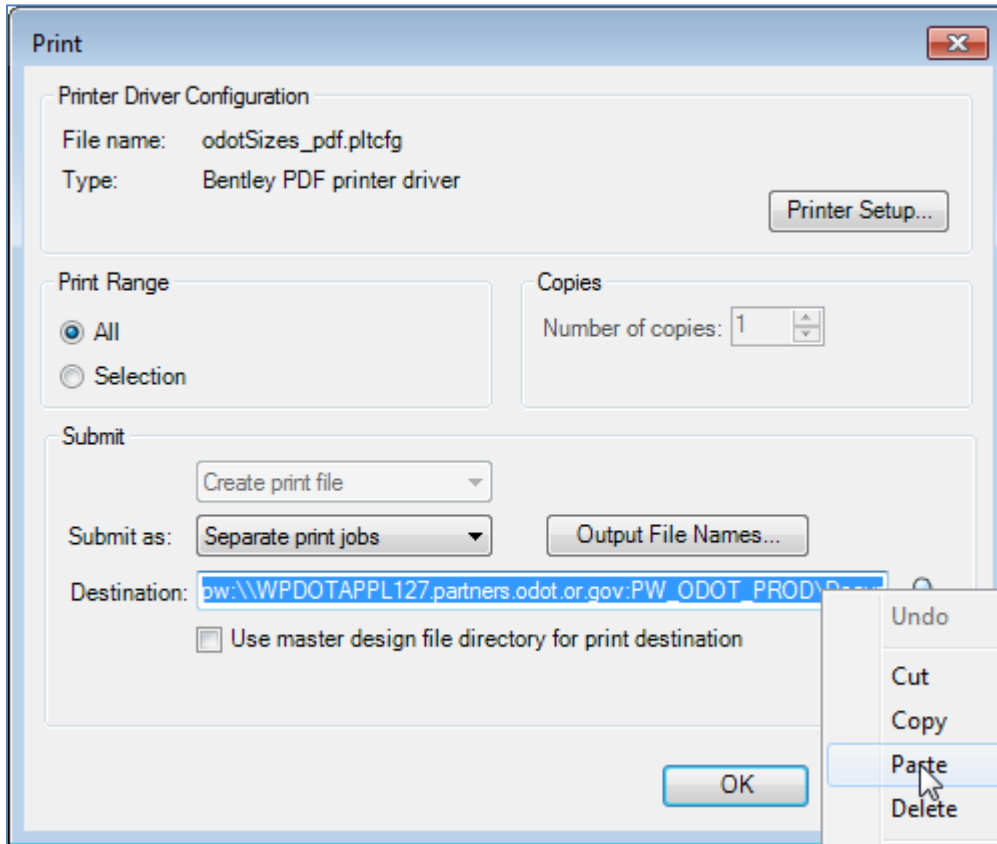 Print
Printer Driver Configuration
File name: odotSizes_pdf.pltcfg
Type: Bentley PDF printer driver
Printer Setup...
Print Range
All
Selection
Copies
Number of copies: 1
Submit
Create print file
Submit as: Separate print jobs
Output File Names...
Destination: pw:\\WPDOTAPPL127.partners.odot.or.gov:PW_ODOT_PROD\Docu
Use master design file directory for print destination
OK
Undo
Cut
Copy
Paste
Delete